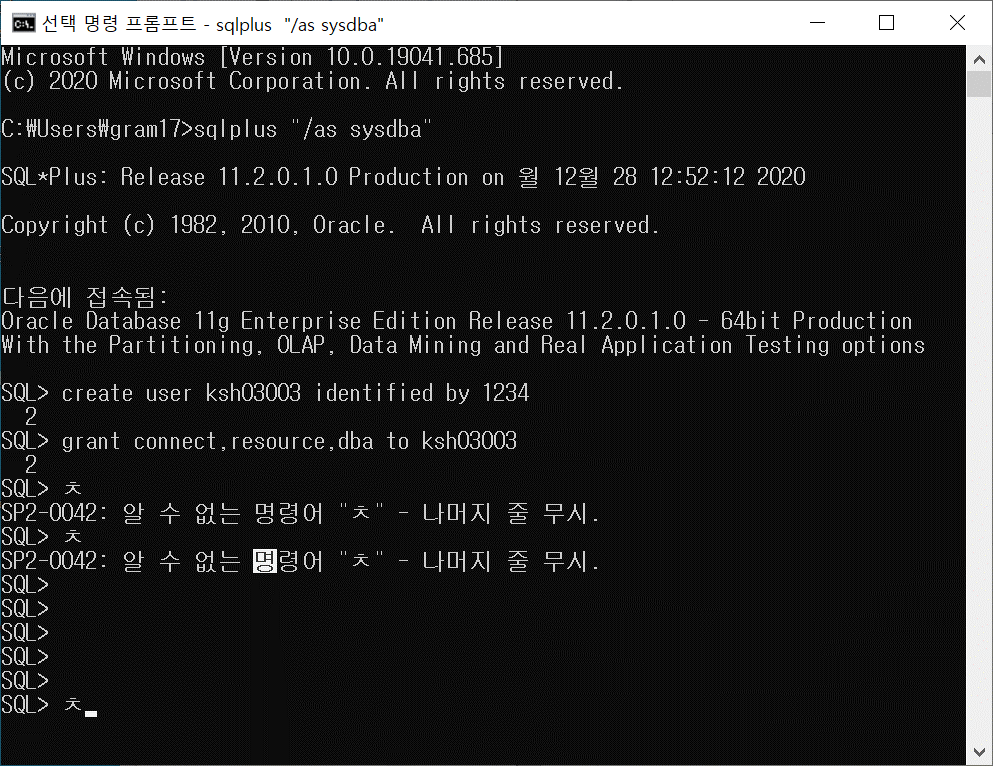 선택 명령 프롬프트 - sqlplus "/as sysdba"
Microsoft Windows [Version 10.0.19041.685]
(c) 2020 Microsoft Corporation. All rights reserved.
C:₩Users₩gram17>sqlplus "/as sysdba"
SQL*Plus: Release 11.2.0.1.0 Production on 월 12월 28 12:52:12 2020
Copyright (c) 1982, 2010, Oracle.  All rights reserved.
다음에 접속됨:
Oracle Database 11g Enterprise Edition Release 11.2.0.1.0 - 64bit Production
With the Partitioning, OLAP, Data Mining and Real Application Testing options
SQL> create user ksh03003 identified by 1234
  2
SQL> grant connect,resource,dba to ksh03003
  2
SQL> ㅊ
SP2-0042: 알 수 없는 명령어 "ㅊ" - 나머지 줄 무시.
SQL> ㅊ
SP2-0042: 알 수 없는 명령어 "ㅊ" - 나머지 줄 무시.
SQL>
SQL>
SQL>
SQL>
SQL>
SQL> ㅊ